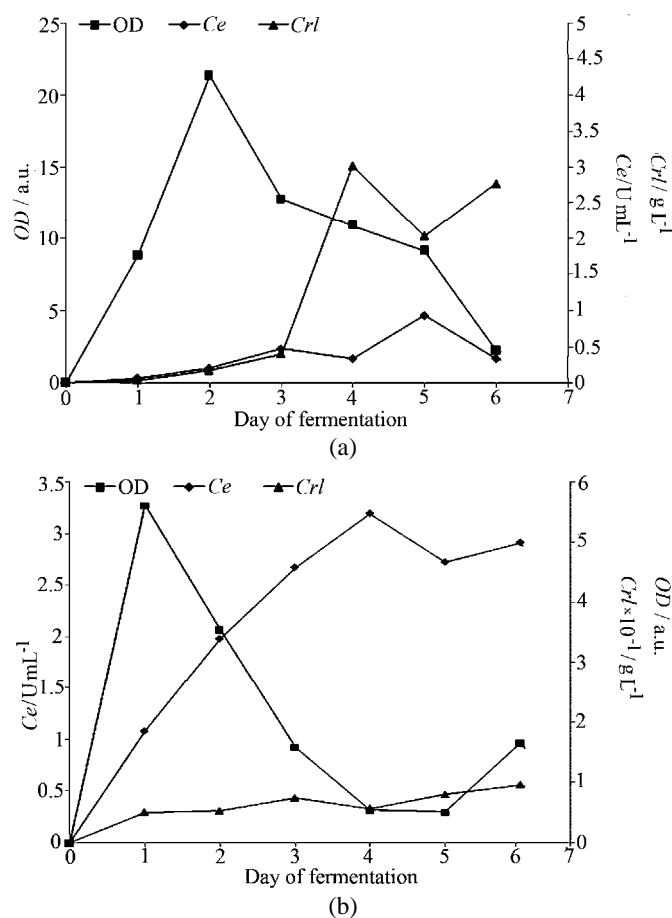 OD Ce Crl
25
20
15
10
5
0
5
4.5
4
3.5
3
2.5
2
1.5
1
0.5
0
OD / a.u.
Crl / g L-1
Ce/U mL-1
0 1 2 3 4 5 6 7
Day of fermentation
(a)
OD Ce Crl
3.5
3
2.5
2
1.5
1
0.5
0
6
5
4
3
2
1
0
Ce/UmL-1
OD / a.u.
Crl×10-1/ g L-1
0 1 2 3 4 5 6 7
Day of fermentation
(b)